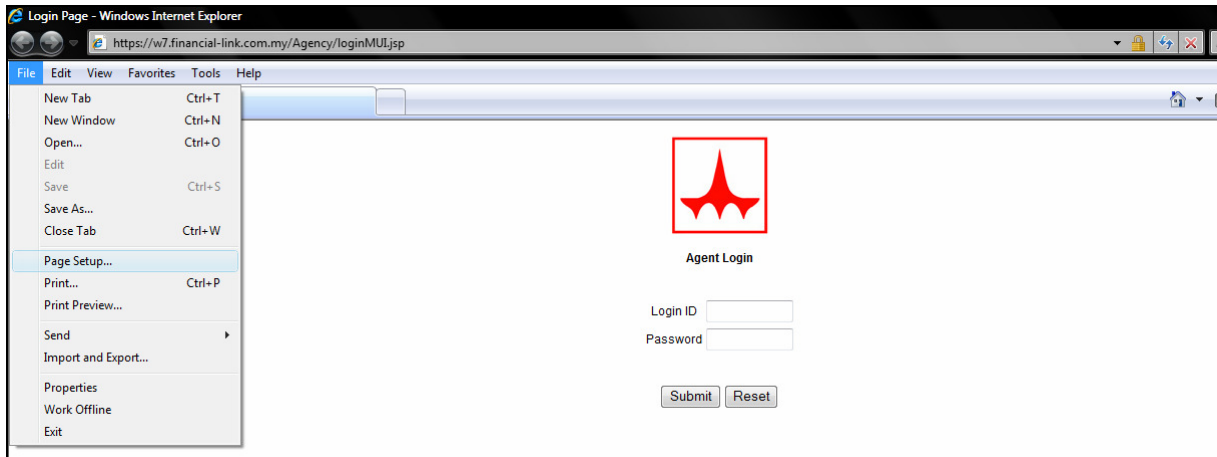 Login Page - Windows Internet Explorer
https://w7.financial-link.com.my/Agency/loginMUI.jsp
File Edit View Favorites Tools Help
New Tab Ctrl+T
New Window Ctrl+N
Open... Ctrl+O
Edit
Save Ctrl+S
Save As...
Close Tab Ctrl+W
Page Setup...
Print... Ctrl+P
Print Preview...
Send
Import and Export...
Properties
Work Offline
Exit
Agent Login
Login ID
Password
Submit Reset